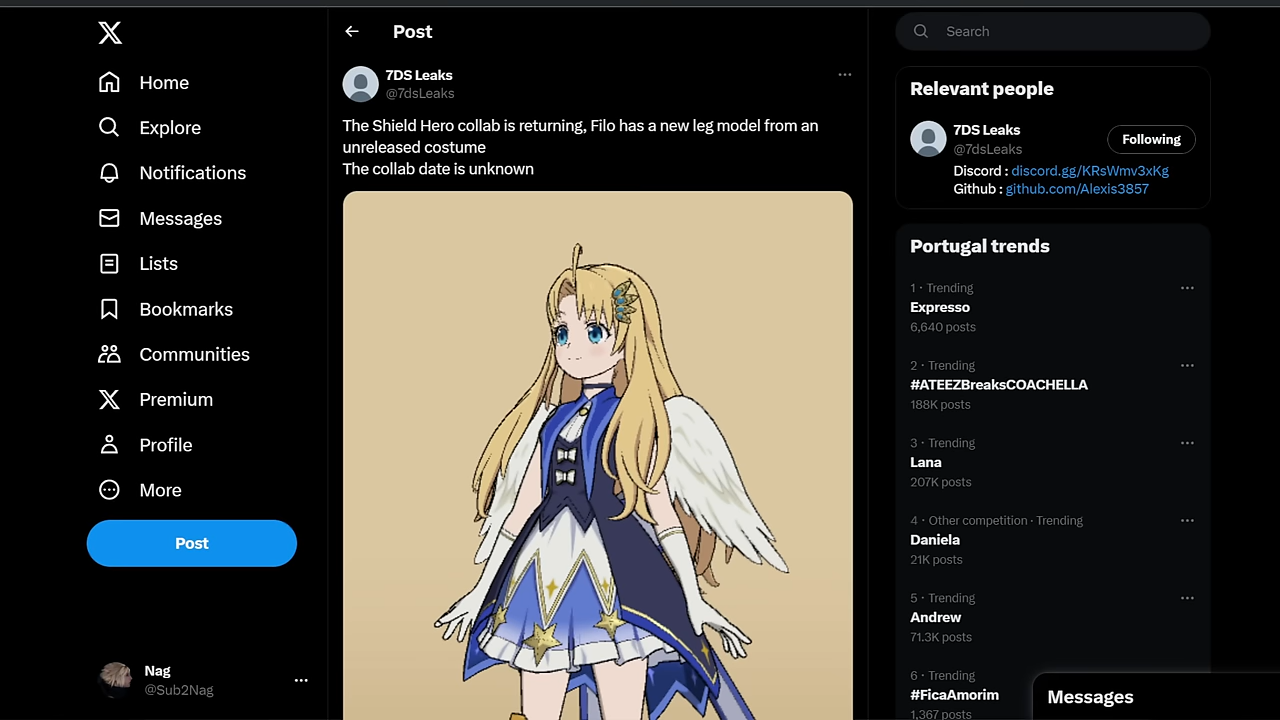 Home
Explore
Notifications
Messages
Lists
Bookmarks
Communities
Premium
Profile
More
Post
Nag
@Sub2Nag
Post
7DS Leaks
@7dsLeaks
The Shield Hero collab is returning, Filo has a new leg model from an
unreleased costume
The collab date is unknown
Search
Relevant people
7DS Leaks
@7dsLeaks
Following
Discord : discord.gg/KRsWmv3xKg
Github : github.com/Alexis3857
Portugal trends
1 · Trending
Expresso
6,640 posts
2 · Trending
#ATEEZBreaksCOACHELLA
188K posts
3 · Trending
Lana
207K posts
4 · Other competition · Trending
Daniela
21K posts
5 · Trending
Andrew
71.3K posts
6 · Trending
#FicaAmorim
1,367 posts
Messages